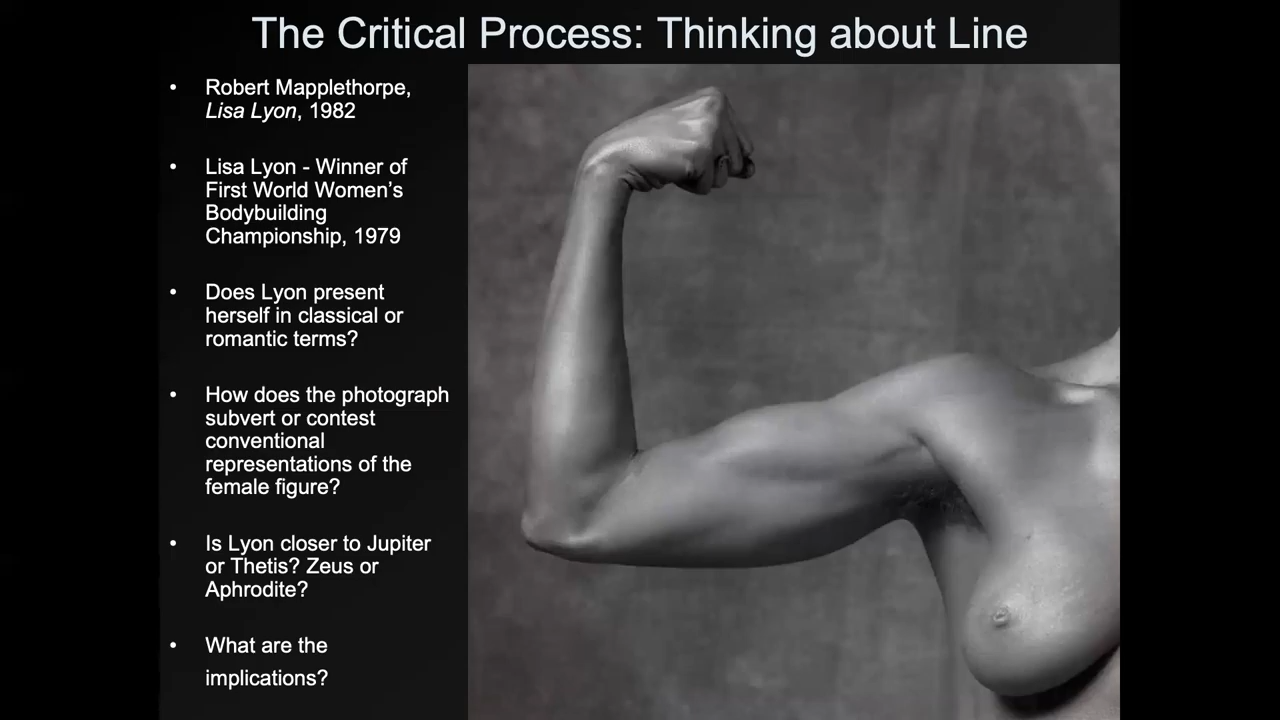 The Critical Process: Thinking about Line
• Robert Mapplethorpe,
Lisa Lyon, 1982
• Lisa Lyon - Winner of
First World Women’s
Bodybuilding
Championship, 1979
• Does Lyon present
herself in classical or
romantic terms?
• How does the photograph
subvert or contest
conventional
representations of the
female figure?
• Is Lyon closer to Jupiter
or Thetis? Zeus or
Aphrodite?
• What are the
implications?